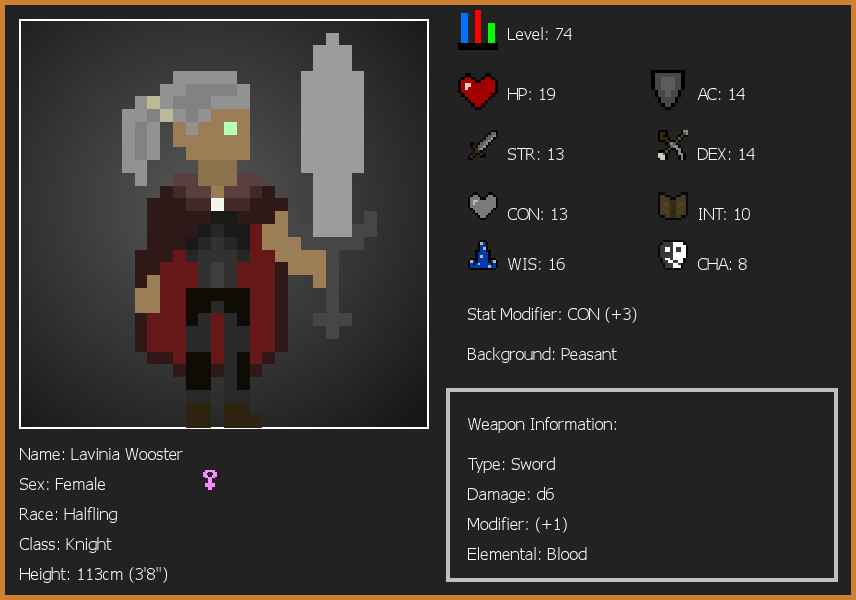 Level: 74
HP: 19
AC: 14
STR: 13
DEX: 14
CON: 13
INT: 10
WIS: 16
CHA: 8
Stat Modifier: CON (+3)
Background: Peasant
Weapon Information:
Type: Sword
Damage: d6
Modifier: (+1)
Elemental: Blood
Name: Lavinia Wooster
Sex: Female
Race: Halfling
Class: Knight
Height: 113cm (3'8")